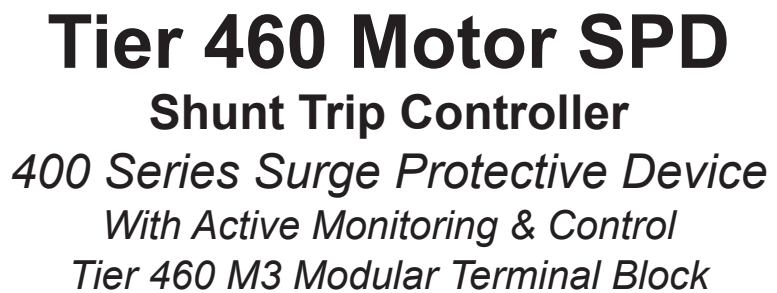 Tier 460 Motor SPD
Shunt Trip Controller
400 Series Surge Protective Device
With Active Monitoring & Control
Tier 460 M3 Modular Terminal Block